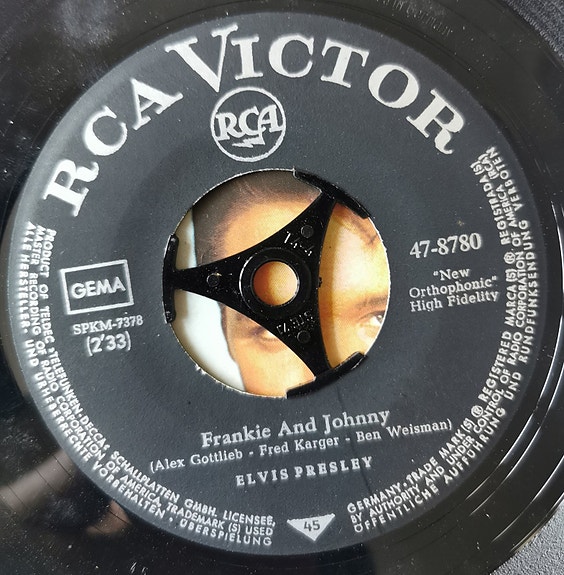 RCA VICTOR
RCA
47-8780
"New
Orthophonic"
High Fidelity
GEMA
SPKM-7378
(2'33)
Frankie And Johnny
(Alex Gottlieb - Fred Karger - Ben Weisman)
ELVIS PRESLEY
45
PRODUCT OF TELDEC »TELEFUNKEN-DECCA« SCHALLPLATTEN GMBH. LICENSEE,
MASTER RECORDING OF RADIO CORPORATION OF AMERICA, TRADEMARK (S) USED
ALLE HERSTELLER- UND URHEBERRECHTE VORBEHALTEN · ÜBERSPIELUNG
GERMANY·TRADE MARK(S)® REGISTERED MARCA(S)® REGISTRADA(S)
BY AUTHORITY AND UNDER CONTROL OF RADIO CORPORATION OF AMERICA (RCA)
ÖFFENTLICHE AUFFÜHRUNG UND RUNDFUNKSENDUNG VERBOTEN